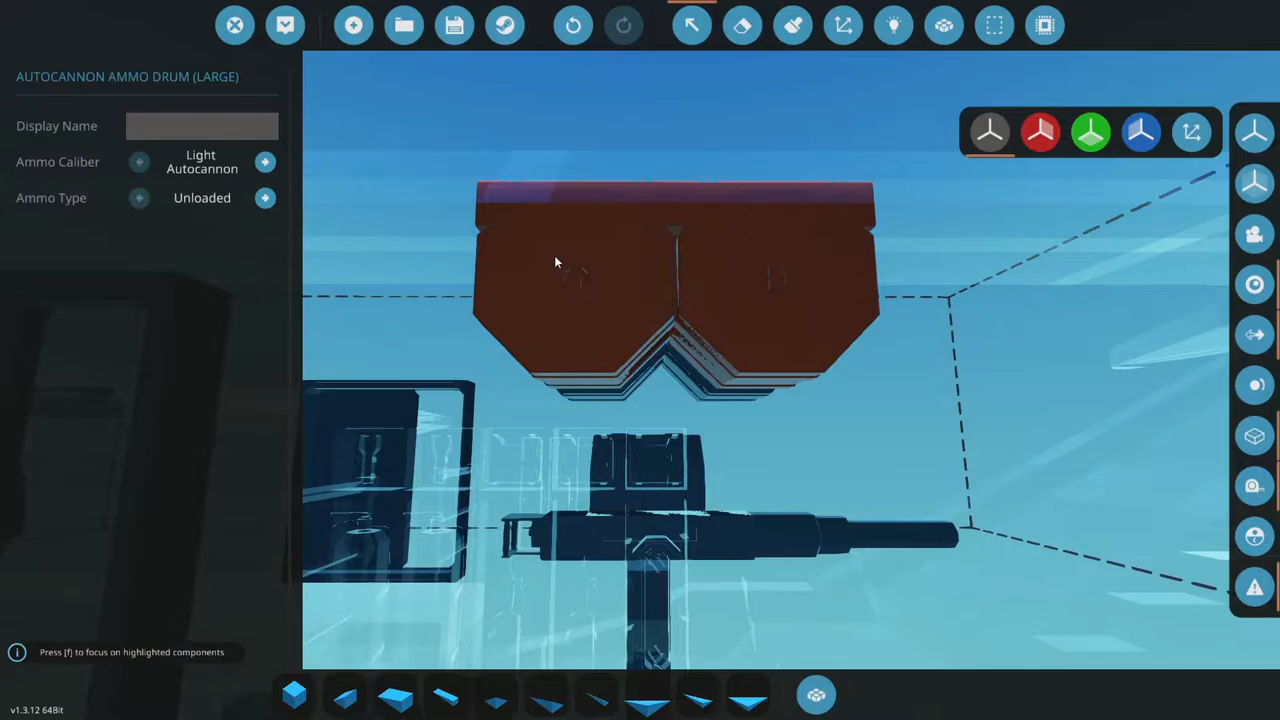 AUTOCANNON AMMO DRUM (LARGE)
Display Name
Ammo Caliber
Light
Autocannon
Ammo Type
Unloaded
Press [f] to focus on highlighted components
v1.3.12 64Bit